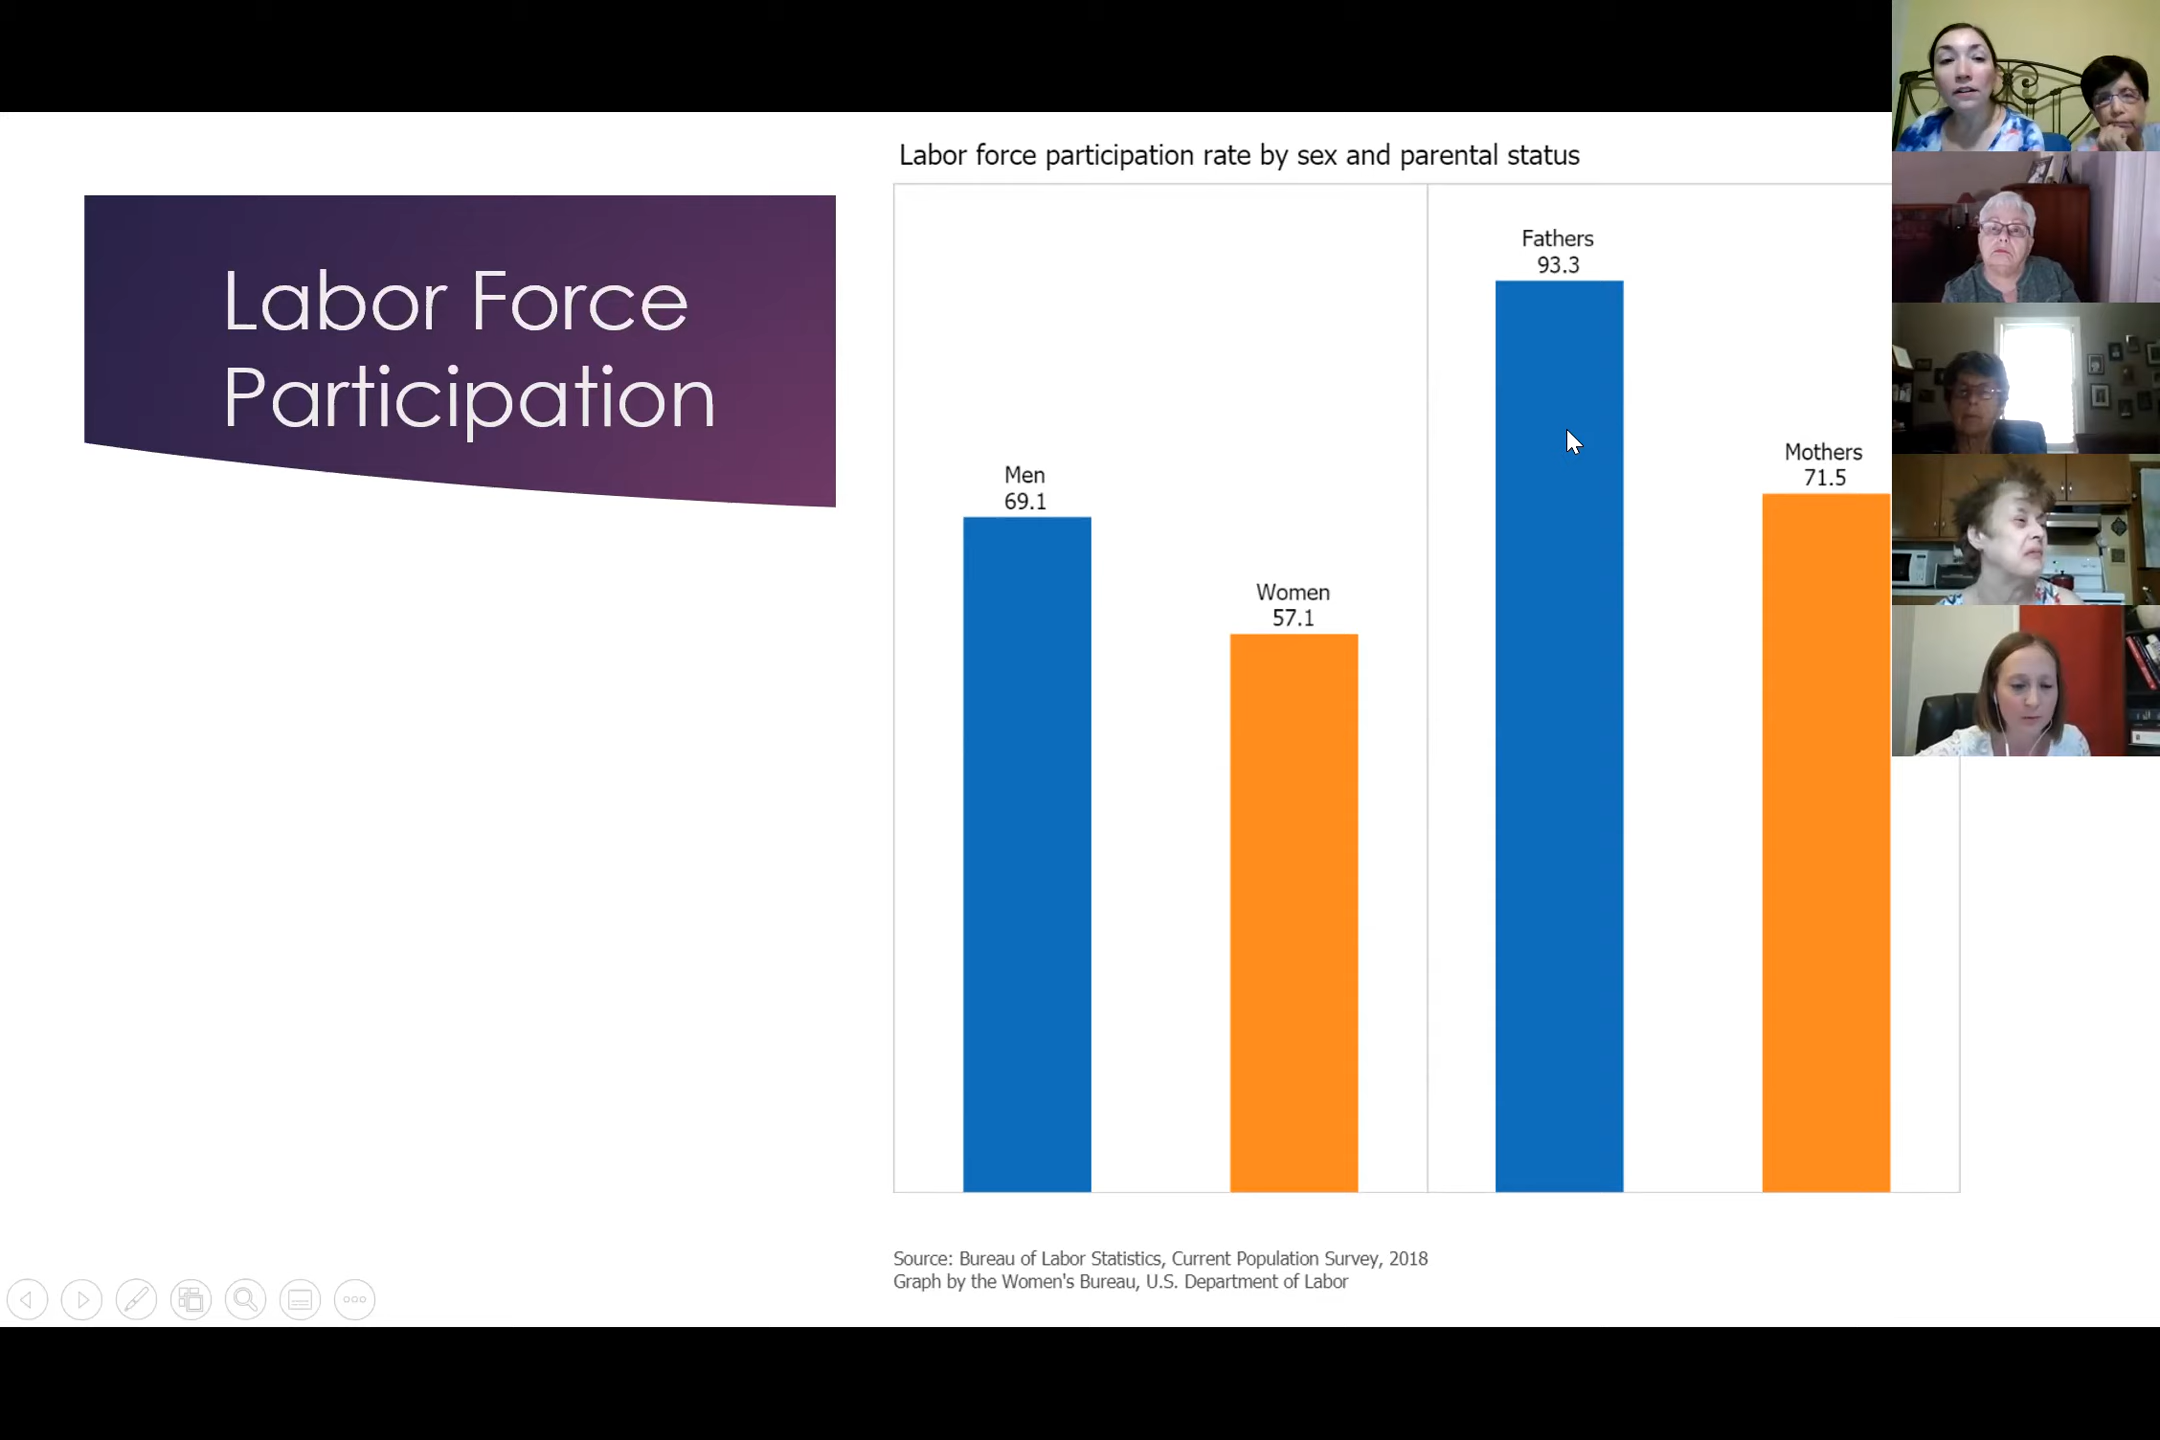 Labor Force
Participation
Labor force participation rate by sex and parental status
Men
69.1
Women
57.1
Fathers
93.3
Mothers
71.5
Source: Bureau of Labor Statistics, Current Population Survey, 2018
Graph by the Women's Bureau, U.S. Department of Labor